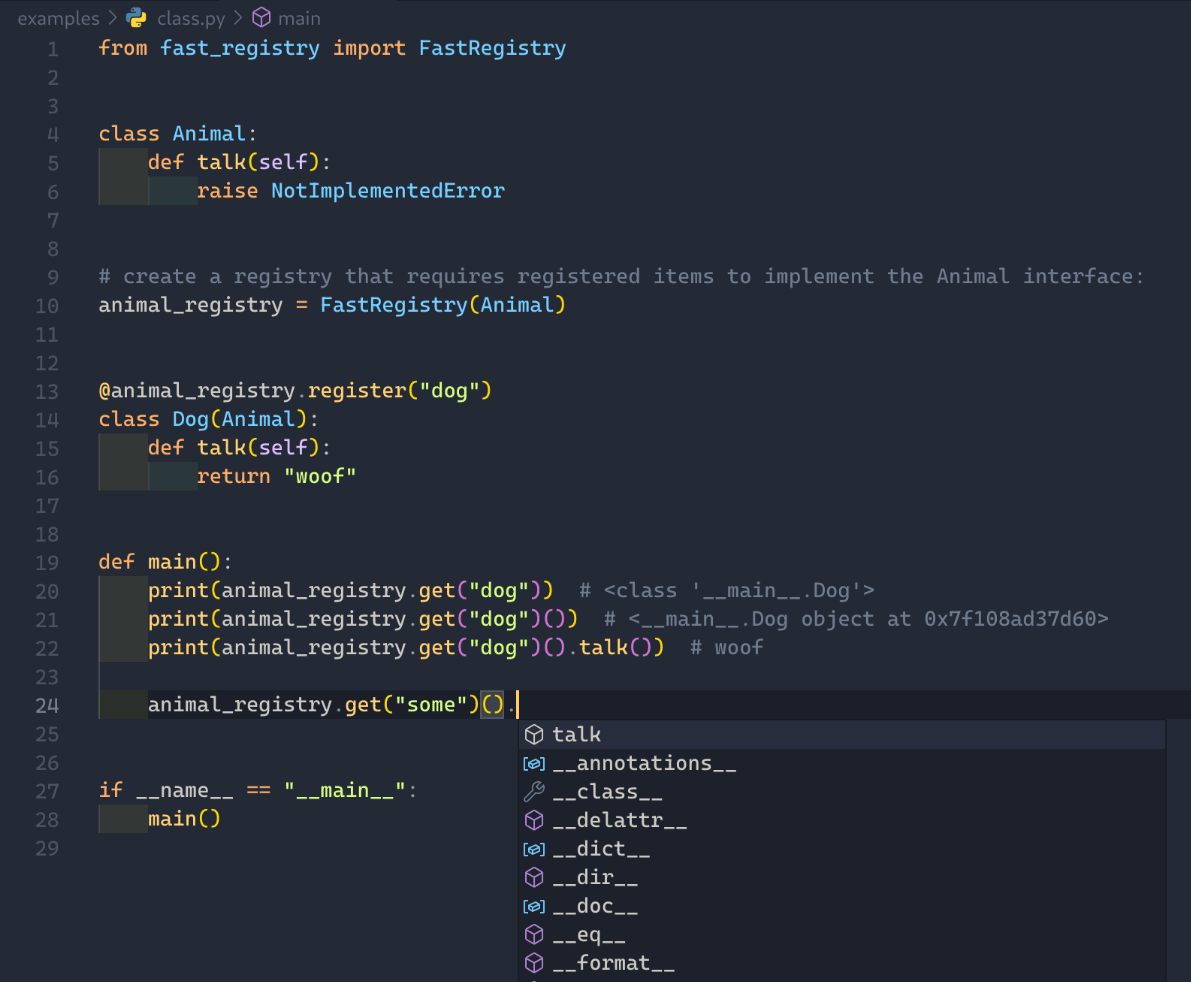 examples > class.py > main
1 from fast_registry import FastRegistry
2
3
4 class Animal:
5     def talk(self):
6         raise NotImplementedError
7
8
9 # create a registry that requires registered items to implement the Animal interface:
10 animal_registry = FastRegistry(Animal)
11
12
13 @animal_registry.register("dog")
14 class Dog(Animal):
15     def talk(self):
16         return "woof"
17
18
19 def main():
20     print(animal_registry.get("dog"))  # <class '__main__.Dog'>
21     print(animal_registry.get("dog")())  # <__main__.Dog object at 0x7f108ad37d60>
22     print(animal_registry.get("dog")().talk())  # woof
23
24     animal_registry.get("some")().
talk
25
__annotations__
26
__class__
27 if __name__ == "__main__":
__delattr__
28     main()
__dict__
29
__dir__
__doc__
__eq__
__format__